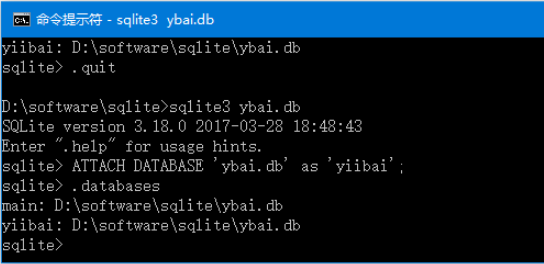 命令提示符 - sqlite3  ybai.db
yiibai: D:\software\sqlite\ybai.db
sqlite> .quit
D:\software\sqlite>sqlite3 ybai.db
SQLite version 3.18.0 2017-03-28 18:48:43
Enter ".help" for usage hints.
sqlite> ATTACH DATABASE 'ybai.db' as 'yiibai';
sqlite> .databases
main: D:\software\sqlite\ybai.db
yiibai: D:\software\sqlite\ybai.db
sqlite>